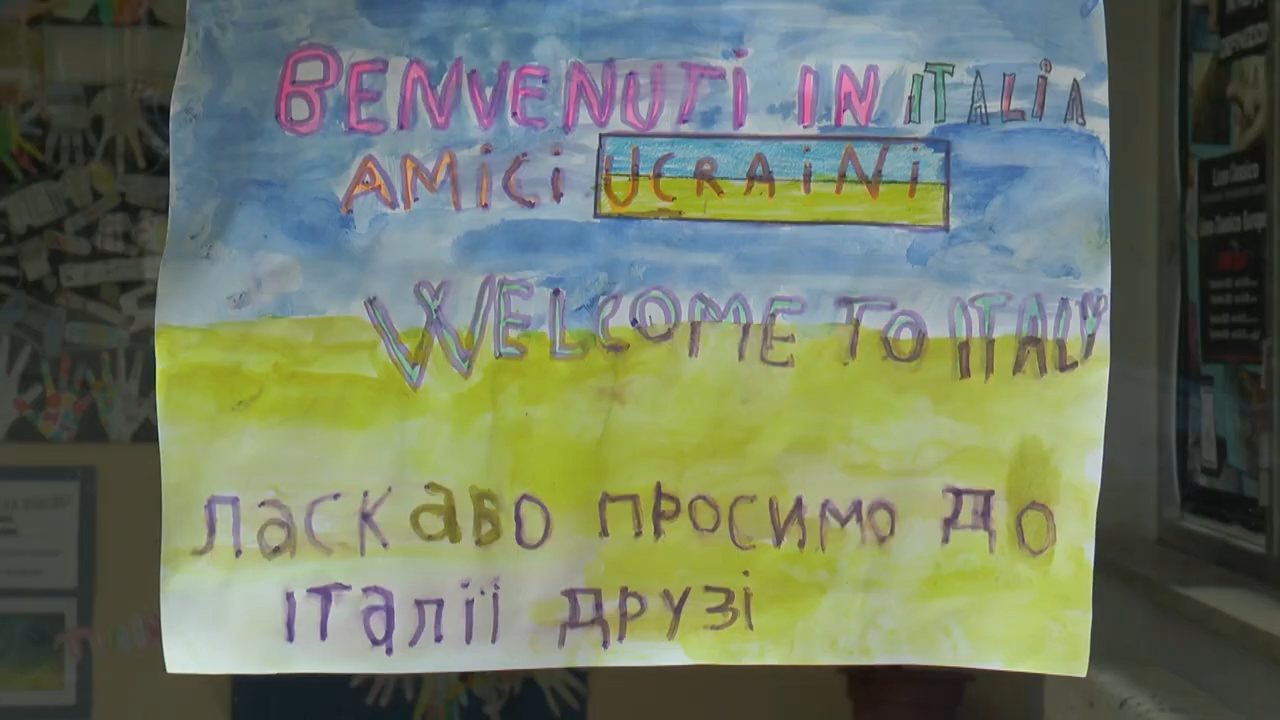 BENVENUTI IN ITALIA
AMICI UCRAINI
WELCOME TO ITALY
Ласкаво просимо до
Італії друзі